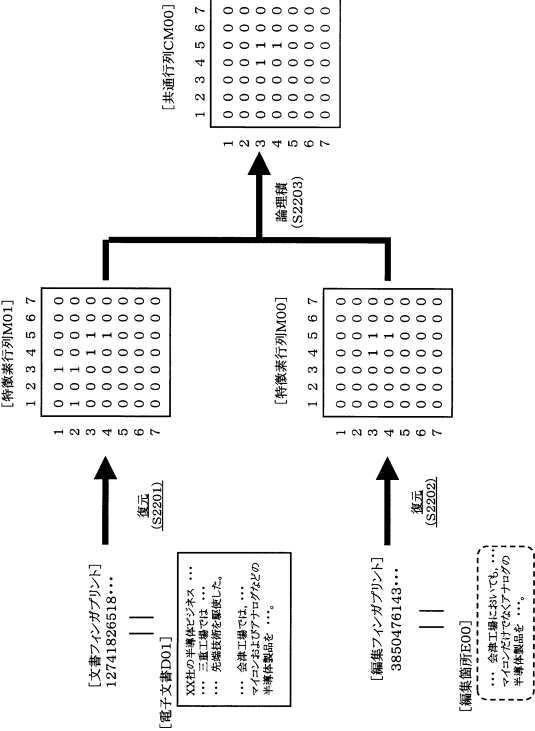 [文書フィンガプリント]
12741826518・・・
[電子文書D01]
XX社の半導体ビジネス ・・・
・・・ 三重工場では ・・・
・・・ 先端技術を駆使した。
・・・ 会津工場では,・・・
マイコンおよびアナログなどの
半導体製品を ・・・。
復元
(S2201)
[特徴素行列M01]
1 2 3 4 5 6 7
1 0 0 1 0 0 0 0
2 1 0 1 0 0 0 0
3 0 0 0 1 1 0 0
4 0 0 0 0 1 0 0
5 0 0 0 0 0 0 0
6 0 0 0 0 0 0 0
7 0 0 0 0 0 0 0
[編集フィンガプリント]
3850476143・・・
[編集箇所E00]
・・・ 会津工場においても,・・・
マイコンだけでなくアナログの
半導体製品を ・・・。
復元
(S2202)
[特徴素行列M00]
1 2 3 4 5 6 7
1 0 0 0 0 0 0 0
2 0 0 0 0 0 0 0
3 0 0 0 1 1 0 0
4 0 0 0 0 1 0 0
5 0 0 0 0 0 0 0
6 0 0 0 0 0 0 0
7 0 0 0 0 0 0 0
論理積
(S2203)
[共通行列CM00]
1 2 3 4 5 6 7
1 0 0 0 0 0 0 0
2 0 0 0 0 0 0 0
3 0 0 0 1 1 0 0
4 0 0 0 0 1 0 0
5 0 0 0 0 0 0 0
6 0 0 0 0 0 0 0
7 0 0 0 0 0 0 0